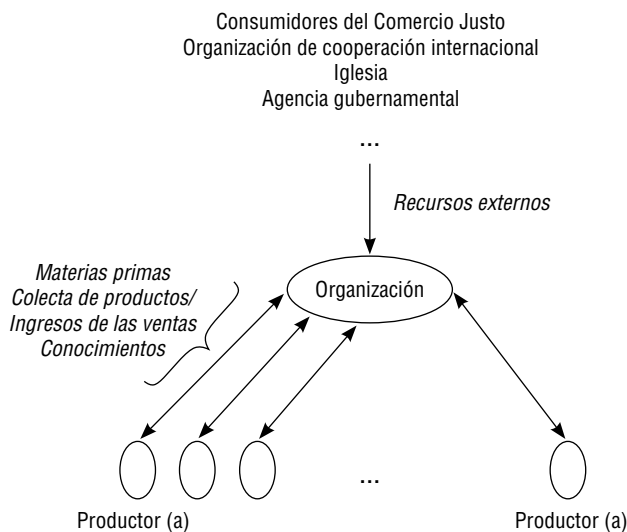 Consumidores del Comercio Justo
Organización de cooperación internacional
Iglesia
Agencia gubernamental
...
Recursos externos
Materias primas
Colecta de productos/
Ingresos de las ventas
Conocimientos
Organización
...
Productor (a)
Productor (a)